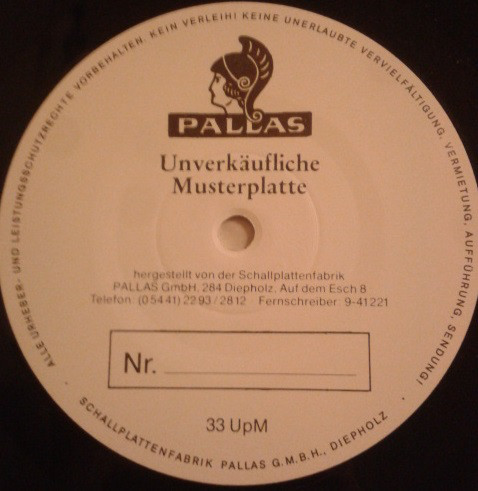 ALLE URHEBER- UND LEISTUNGSSCHUTZRECHTE VORBEHALTEN. KEIN VERLEIH! KEINE UNERLAUBTE VERVIELFÄLTIGUNG, VERMIETUNG, AUFFÜHRUNG, SENDUNG!
PALLAS
Unverkäufliche
Musterplatte
hergestellt von der Schallplattenfabrik
PALLAS GmbH, 284 Diepholz, Auf dem Esch 8
Telefon: (05441) 2293/2812 Fernschreiber: 9-41221
Nr.
33 UpM
· SCHALLPLATTENFABRIK PALLAS G.M.B.H., DIEPHOLZ ·